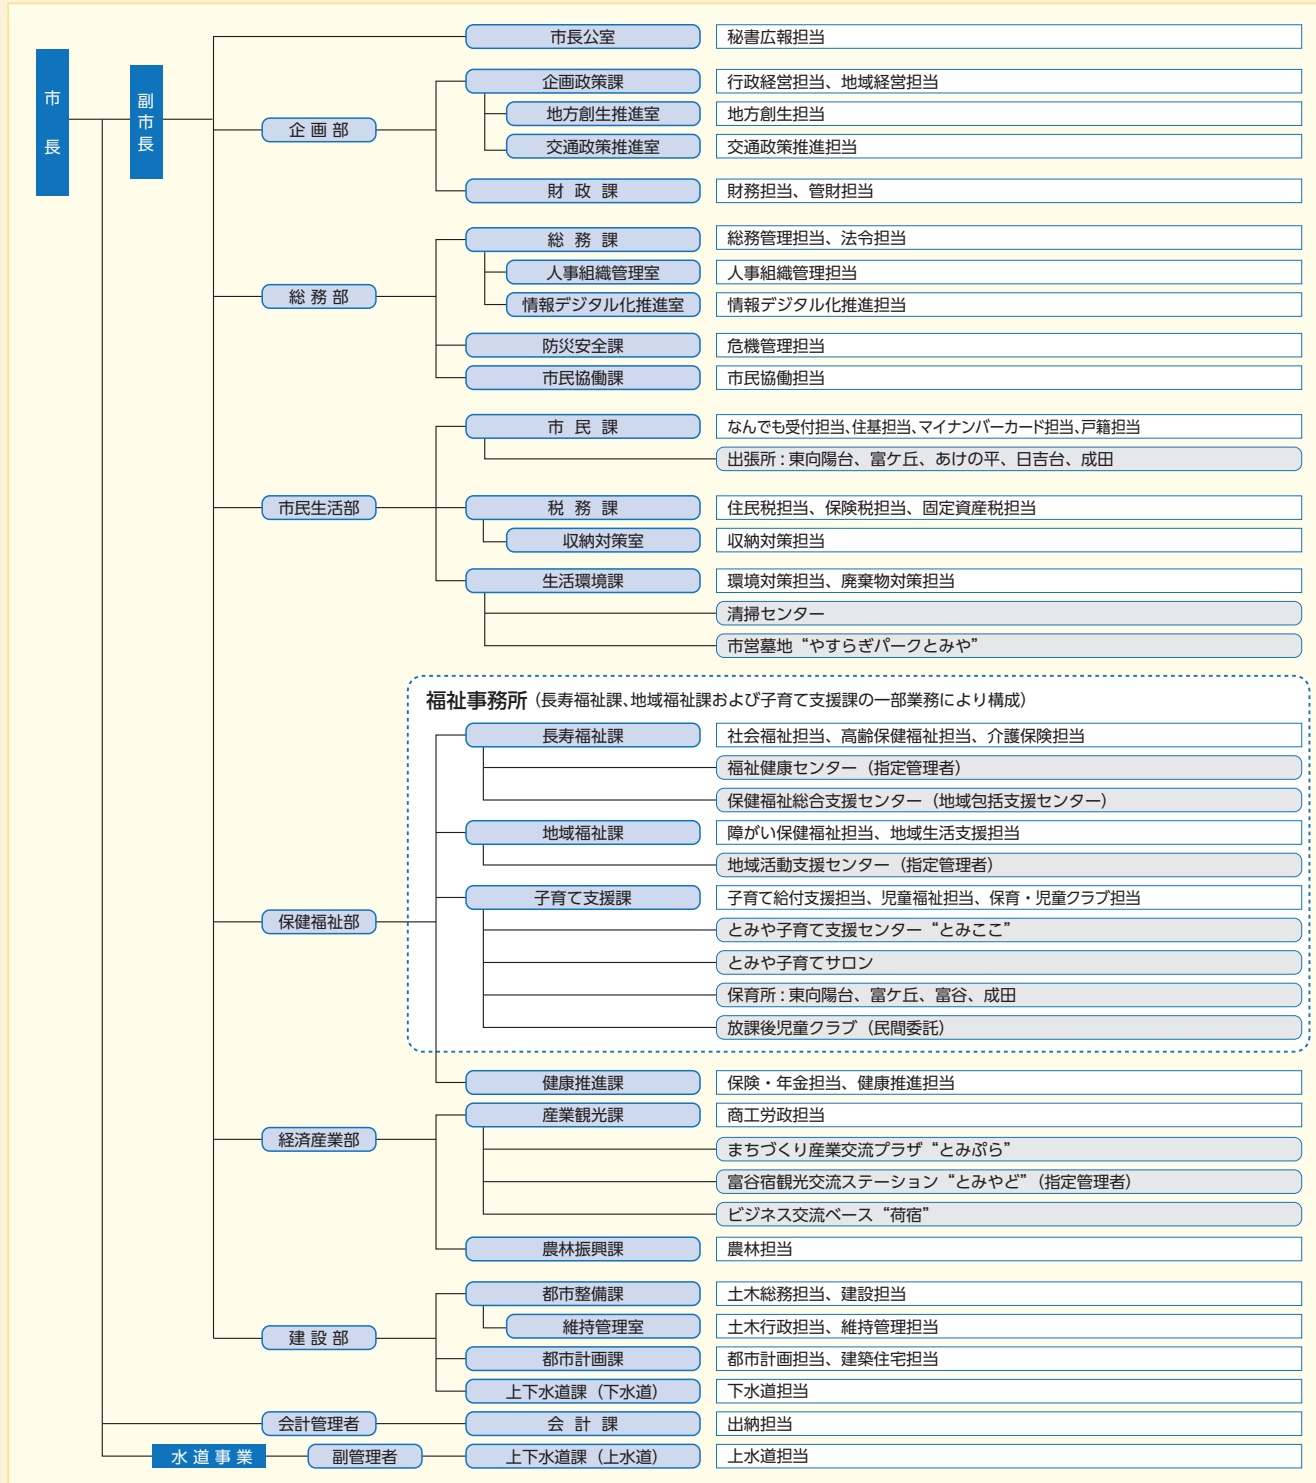 市長
副市長
市長公室 秘書広報担当
企画部
企画政策課 行政経営担当、地域経営担当
地方創生推進室 地方創生担当
交通政策推進室 交通政策推進担当
財政課 財務担当、管財担当
総務部
総務課 総務管理担当、法令担当
人事組織管理室 人事組織管理担当
情報デジタル化推進室 情報デジタル化推進担当
防災安全課 危機管理担当
市民協働課 市民協働担当
市民生活部
市民課 なんでも受付担当、住基担当、マイナンバーカード担当、戸籍担当
出張所：東向陽台、富ケ丘、あけの平、日吉台、成田
税務課 住民税担当、保険税担当、固定資産税担当
収納対策室 収納対策担当
生活環境課 環境対策担当、廃棄物対策担当
清掃センター
市営墓地“やすらぎパークとみや”
保健福祉部
福祉事務所（長寿福祉課、地域福祉課および子育て支援課の一部業務により構成）
長寿福祉課 社会福祉担当、高齢保健福祉担当、介護保険担当
福祉健康センター（指定管理者）
保健福祉総合支援センター（地域包括支援センター）
地域福祉課 障がい保健福祉担当、地域生活支援担当
地域活動支援センター（指定管理者）
子育て支援課 子育て給付支援担当、児童福祉担当、保育・児童クラブ担当
とみや子育て支援センター“とみここ”
とみや子育てサロン
保育所：東向陽台、富ケ丘、富谷、成田
放課後児童クラブ（民間委託）
健康推進課 保険・年金担当、健康推進担当
経済産業部
産業観光課 商工労政担当
まちづくり産業交流プラザ“とみぷら”
富谷宿観光交流ステーション“とみやど”（指定管理者）
ビジネス交流ベース“荷宿”
農林振興課 農林担当
建設部
都市整備課 土木総務担当、建設担当
維持管理室 土木行政担当、維持管理担当
都市計画課 都市計画担当、建築住宅担当
上下水道課（下水道） 下水道担当
会計管理者 会計課 出納担当
水道事業 副管理者 上下水道課（上水道） 上水道担当